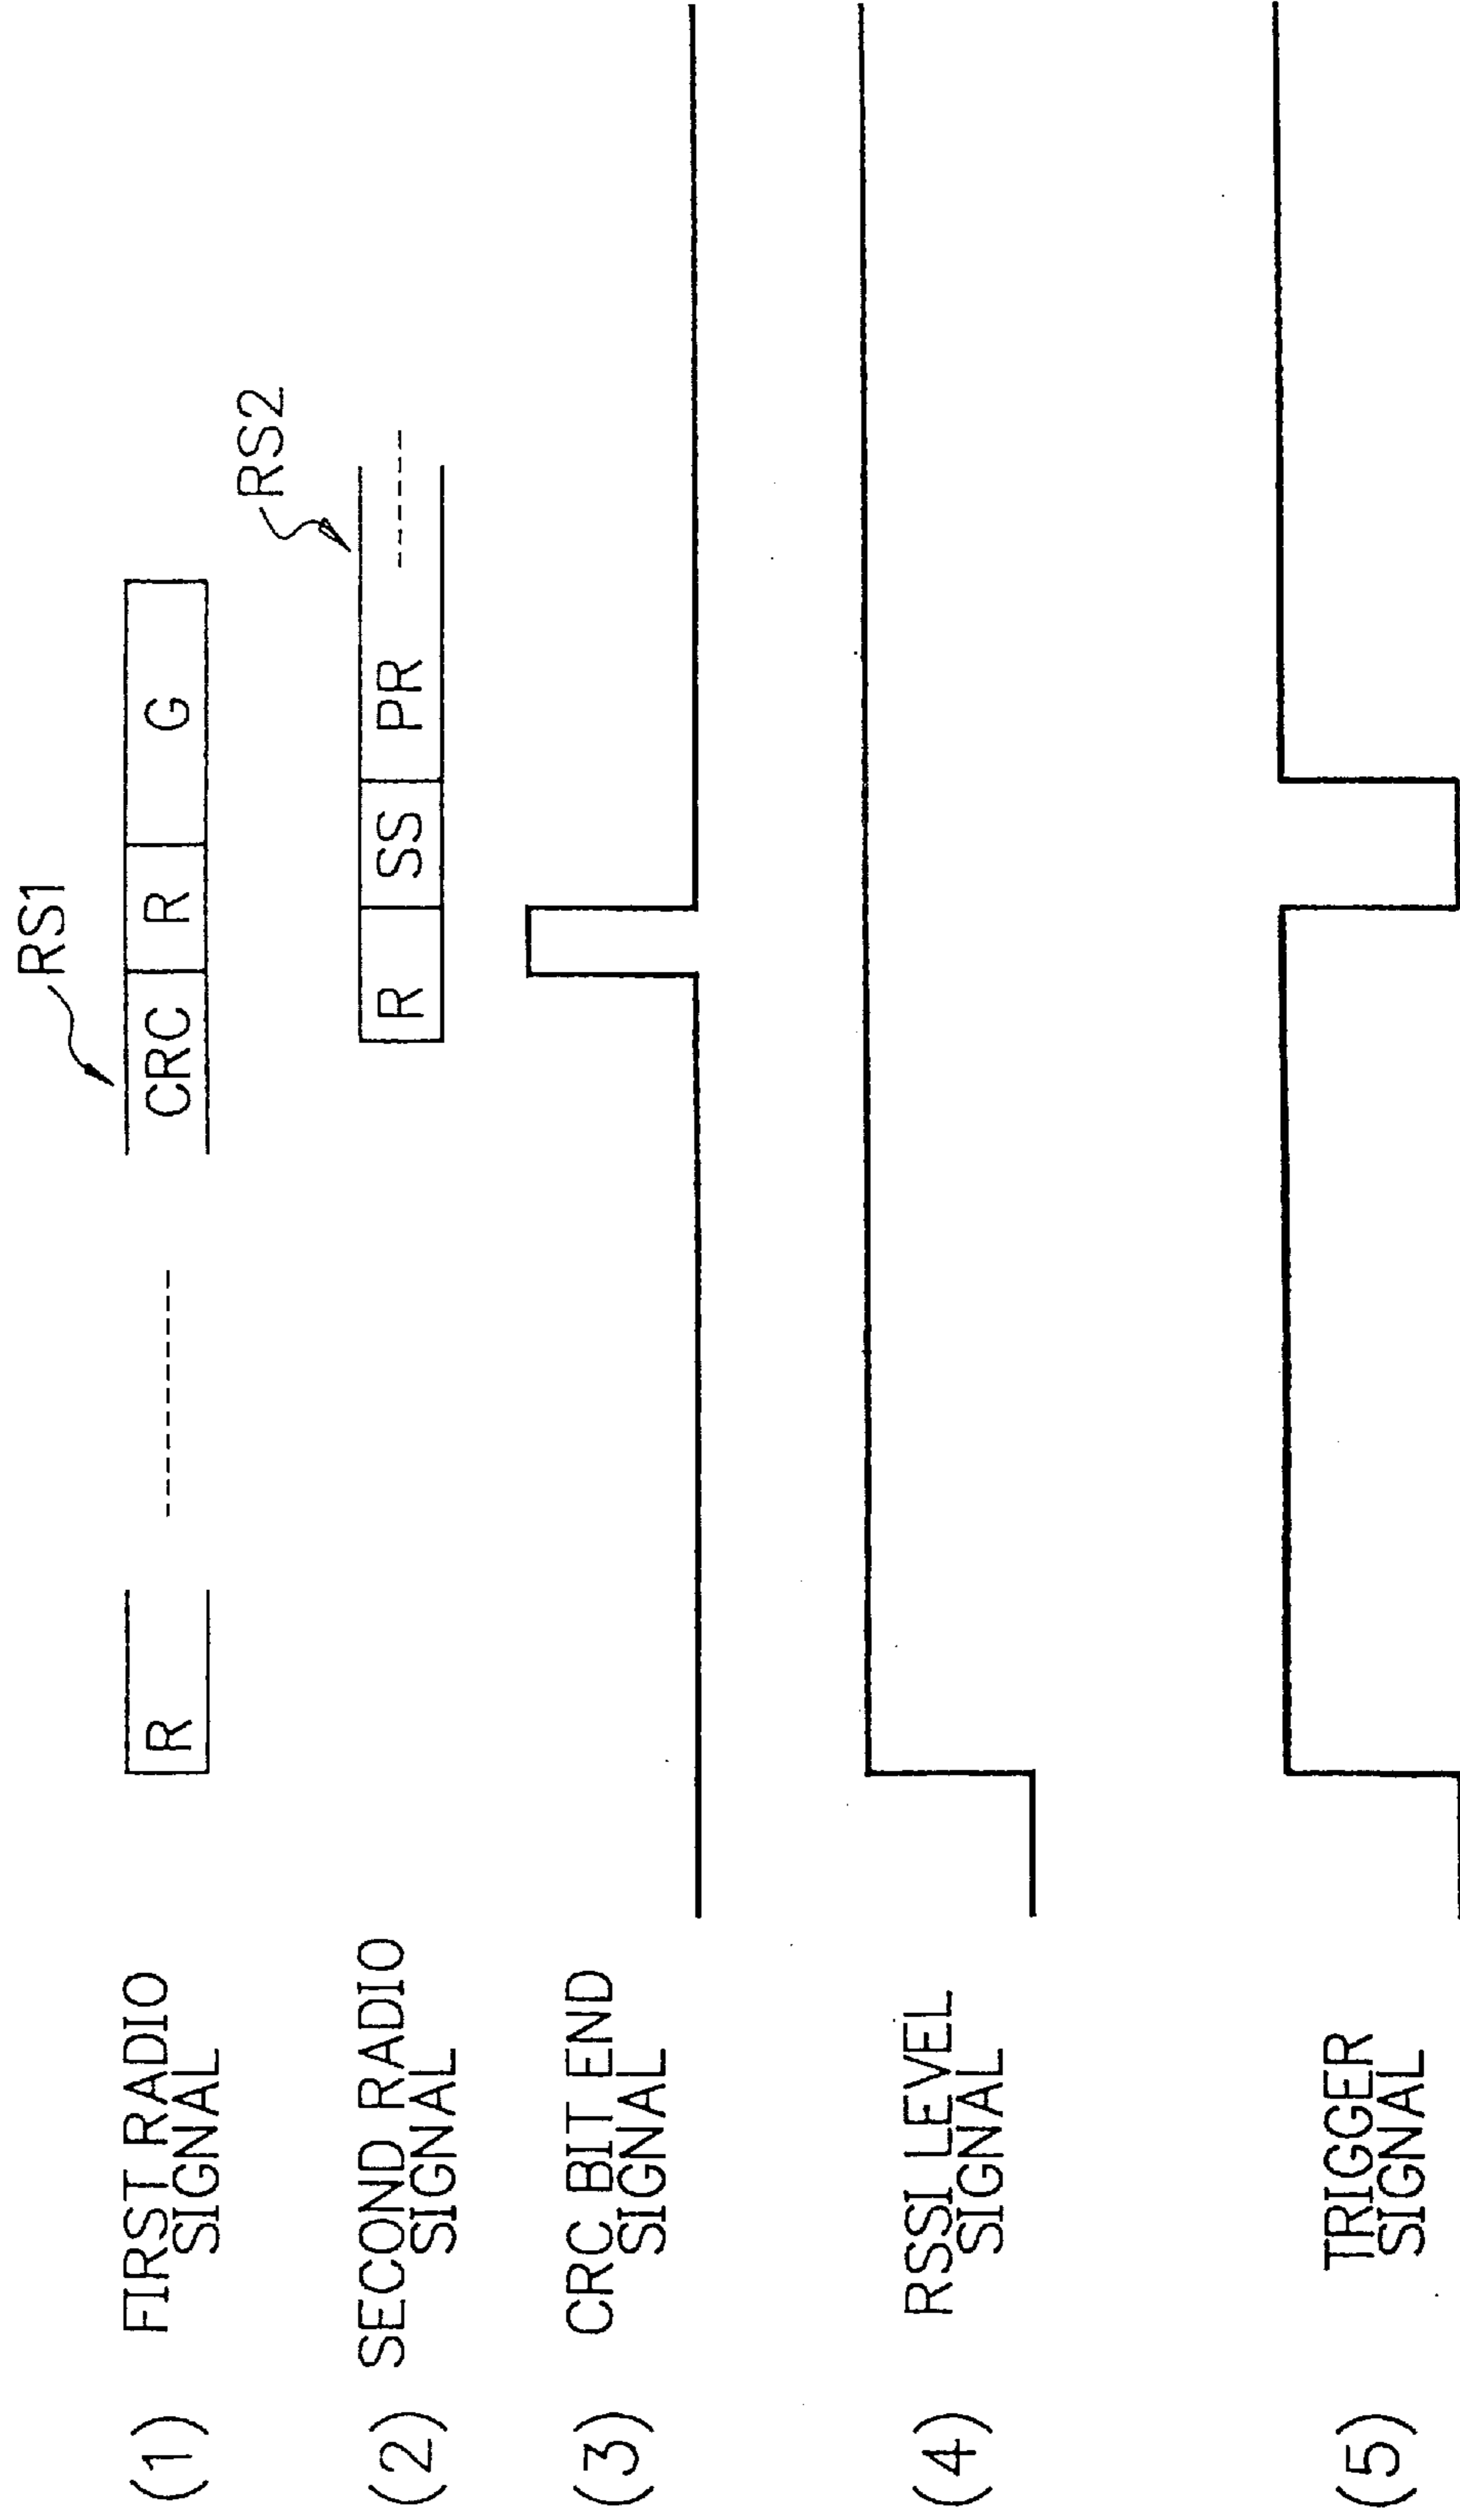 RS1
(1) FIRST RADIO
SIGNAL
R
CRC
R
G
RS2
(2) SECOND RADIO
SIGNAL
R
SS
PR
(3) CRC BIT END
SIGNAL
(4) RSSI LEVEL
SIGNAL
(5) TRIGGER
SIGNAL